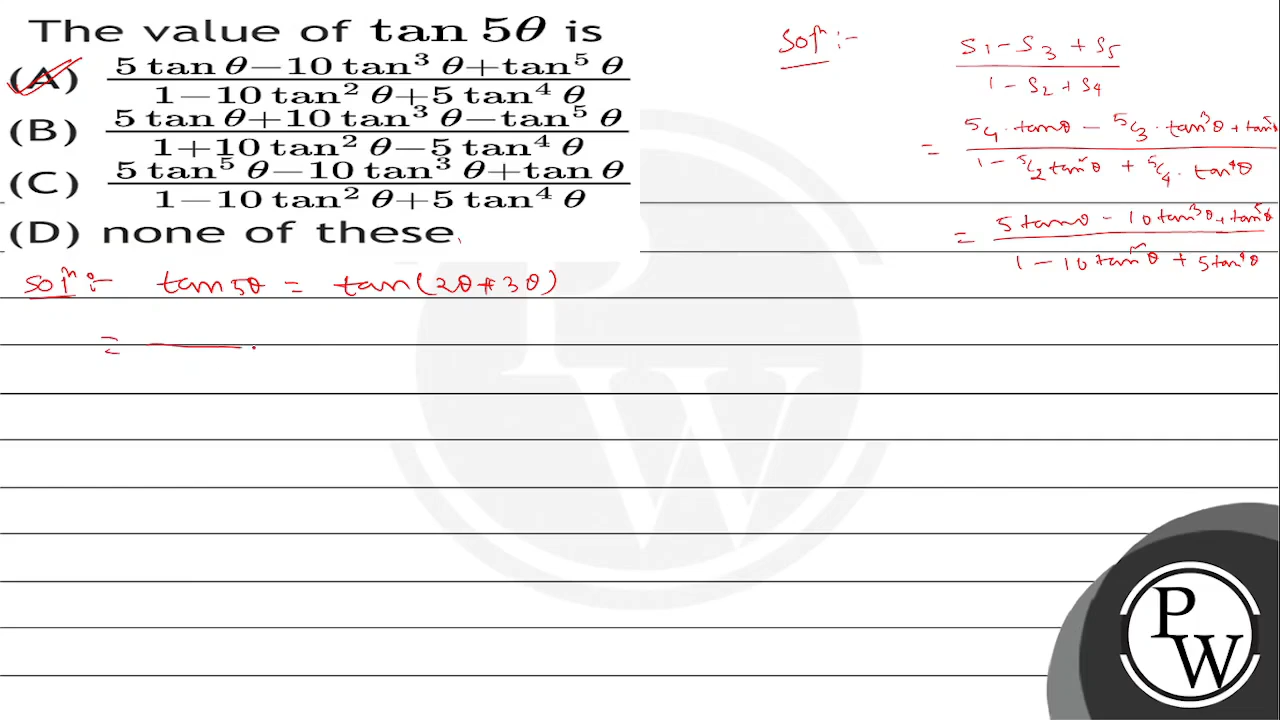 The value of tan 5θ is
(A) (5 tan θ−10 tan³ θ+tan⁵ θ)/(1−10 tan² θ+5 tan⁴ θ)
(B) (5 tan θ+10 tan³ θ−tan⁵ θ)/(1+10 tan² θ−5 tan⁴ θ)
(C) (5 tan⁵ θ−10 tan³ θ+tan θ)/(1−10 tan² θ+5 tan⁴ θ)
(D) none of these
Solⁿ :- tan5θ = tan(2θ+3θ)
=
Solⁿ :-
(S₁ − S₃ + S₅)/(1 − S₂ + S₄)
= (⁵C₁ · tanθ − ⁵C₃ · tan³θ + tan⁵θ)/(1 − ⁵C₂ tan²θ + ⁵C₄ · tan⁴θ)
= (5 tanθ − 10 tan³θ + tan⁵θ)/(1 − 10 tan²θ + 5 tan⁴θ)
P
W
PW